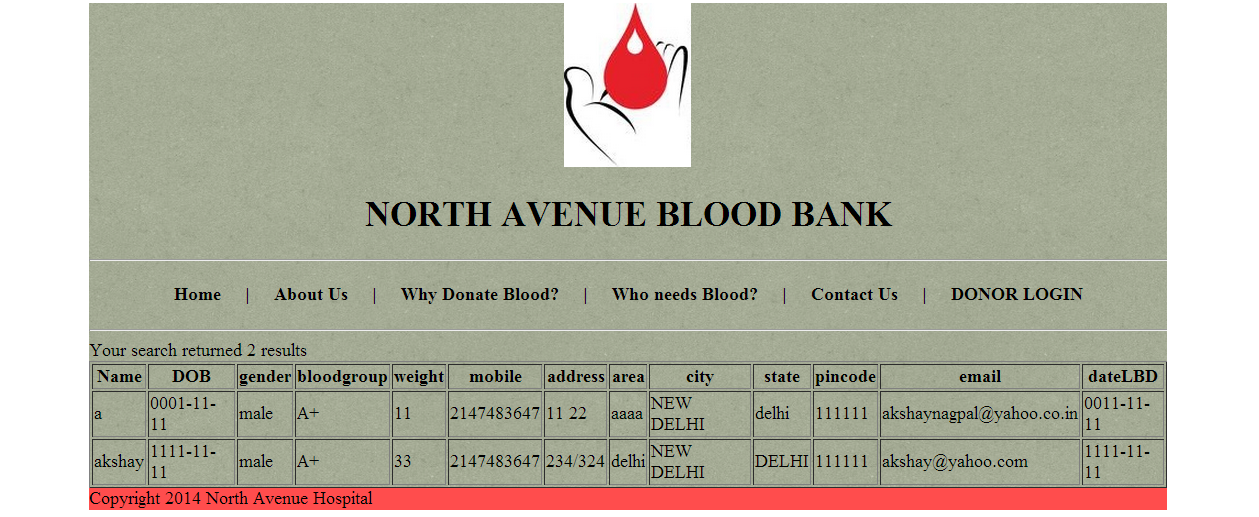 NORTH AVENUE BLOOD BANK
Home | About Us | Why Donate Blood? | Who needs Blood? | Contact Us | DONOR LOGIN
Your search returned 2 results
Name DOB gender bloodgroup weight mobile address area city state pincode email dateLBD
a 0001-11-11 male A+ 11 2147483647 11 22 aaaa NEW DELHI delhi 111111 akshaynagpal@yahoo.co.in 0011-11-11
akshay 1111-11-11 male A+ 33 2147483647 234/324 delhi NEW DELHI DELHI 111111 akshay@yahoo.com 1111-11-11
Copyright 2014 North Avenue Hospital